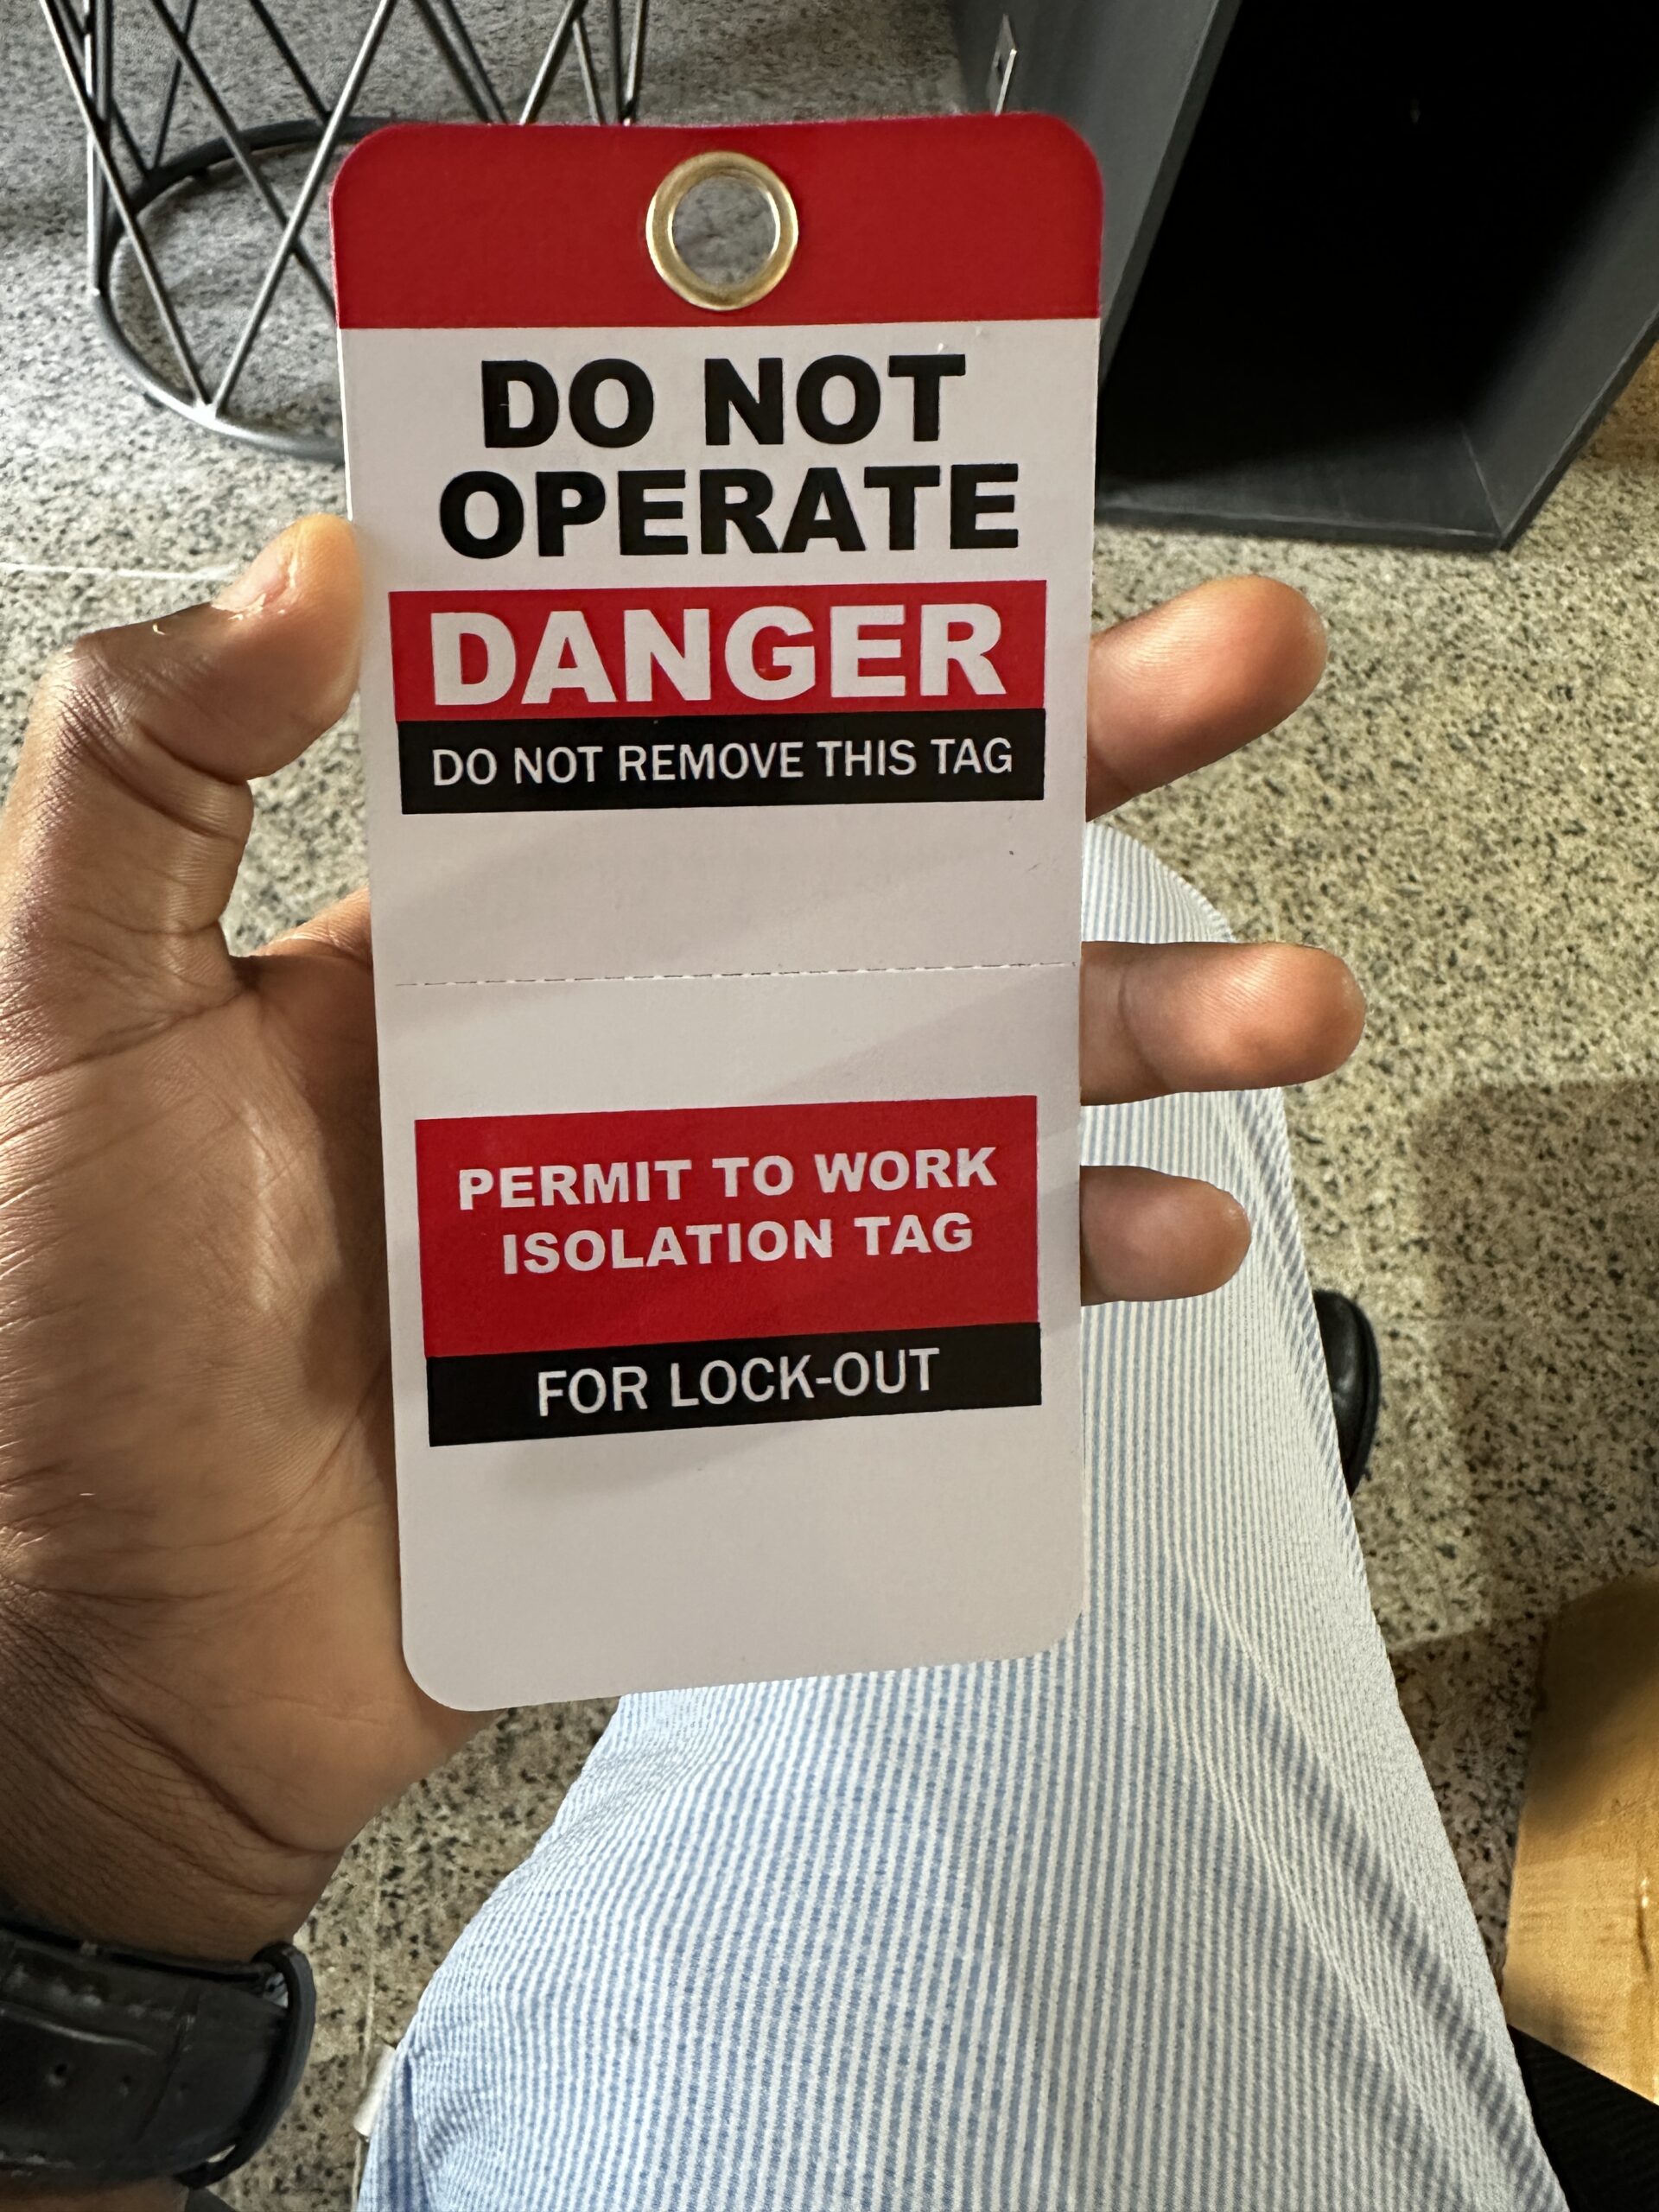 DO NOT
OPERATE
DANGER
DO NOT REMOVE THIS TAG
PERMIT TO WORK
ISOLATION TAG
FOR LOCK-OUT